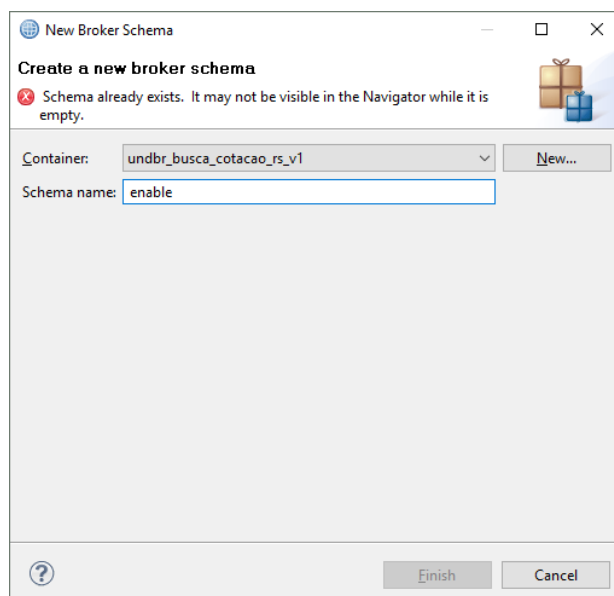 New Broker Schema
Create a new broker schema
Schema already exists. It may not be visible in the Navigator while it is
empty.
Container: undbr_busca_cotacao_rs_v1 New...
Schema name: enable
Finish Cancel